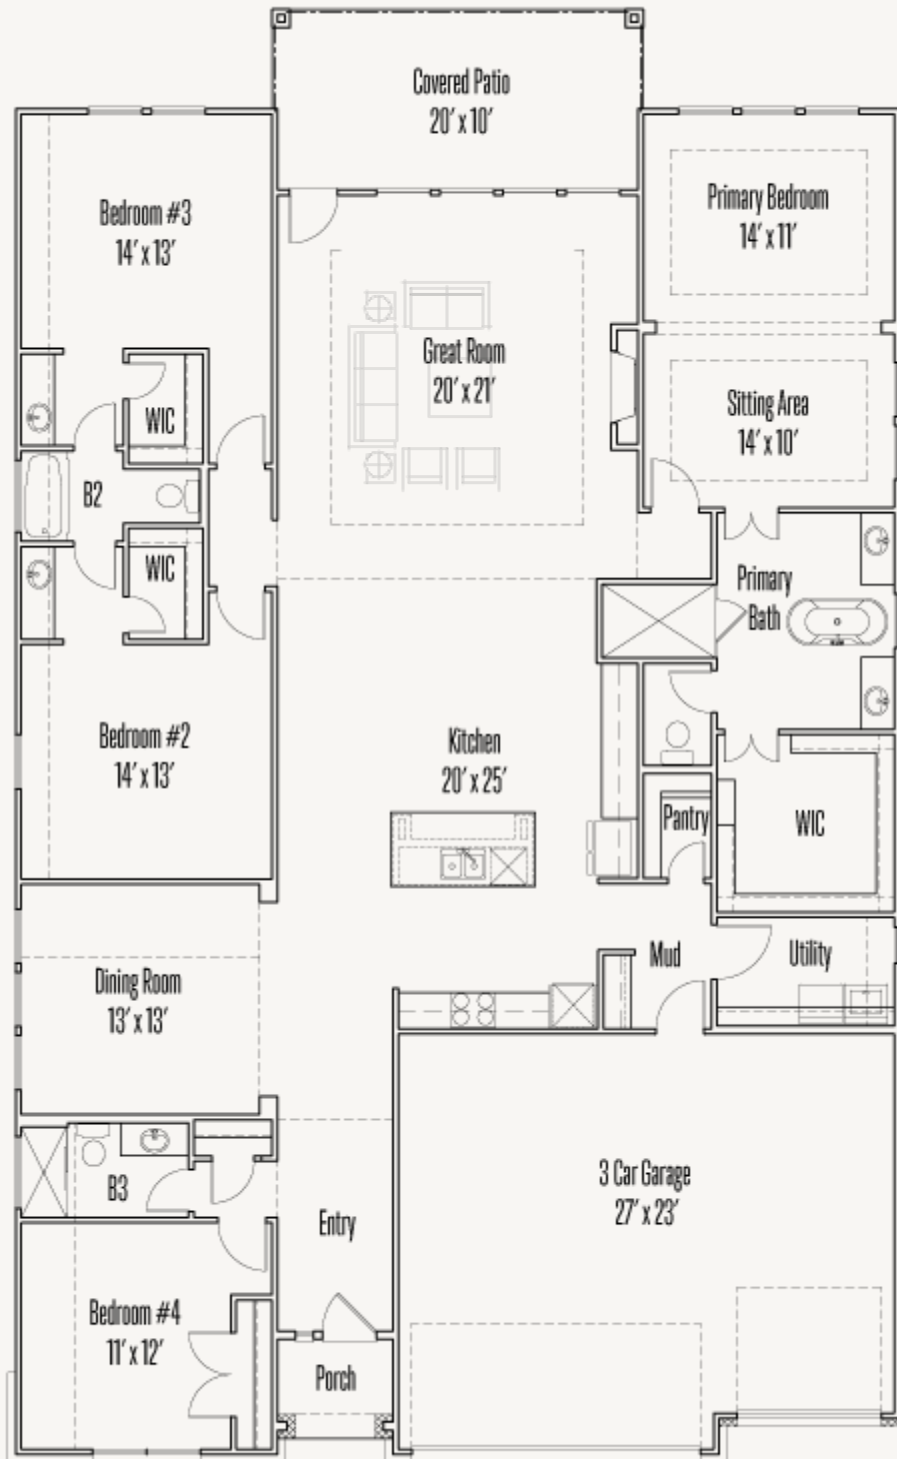 Covered Patio
20' x 10'
Bedroom #3
14' x 13'
Primary Bedroom
14' x 11'
Great Room
20' x 21'
Sitting Area
14' x 10'
WIC
B2
WIC
Primary
Bath
Bedroom #2
14' x 13'
Kitchen
20' x 25'
Pantry
WIC
Dining Room
13' x 13'
Mud
Utility
B3
3 Car Garage
27' x 23'
Entry
Bedroom #4
11' x 12'
Porch